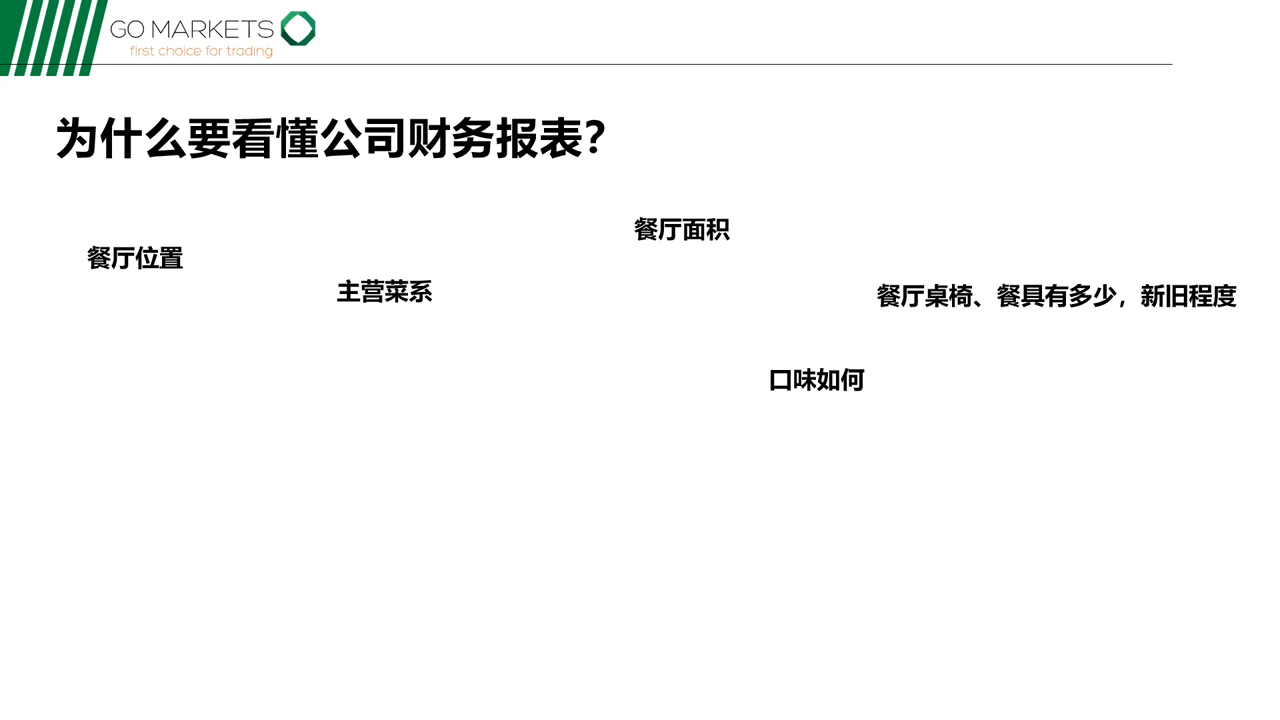 GO MARKETS
first choice for trading
为什么要看懂公司财务报表？
餐厅面积
餐厅位置
主营菜系
餐厅桌椅、餐具有多少，新旧程度
口味如何